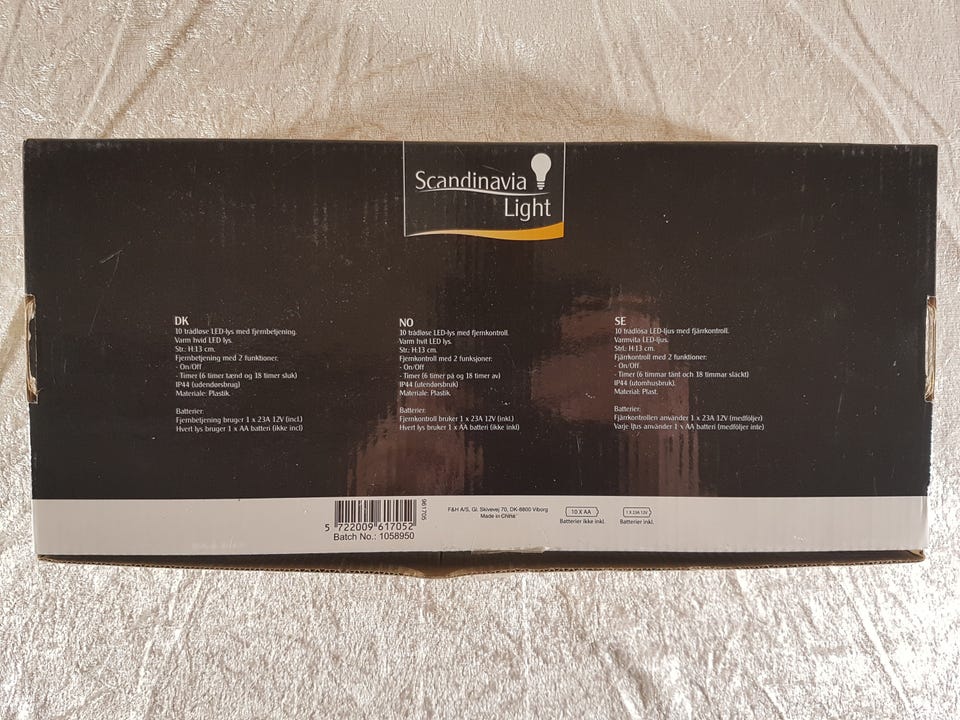 Scandinavia
Light
DK
10 trådløse LED-lys med fjernbetjening.
Varm hvid LED lys.
Str.: H:13 cm.
Fjernbetjening med 2 funktioner:
- On/Off
- Timer (6 timer tænd og 18 timer sluk)
IP44 (udendørsbrug)
Materiale: Plastik.
Batterier:
Fjernbetjening bruger 1 x 23A 12V (incl.)
Hvert lys bruger 1 x AA batteri (ikke incl)
NO
10 trådløse LED-lys med fjernkontroll.
Varm hvit LED lys.
Str.: H:13 cm.
Fjernkontroll med 2 funksjoner:
- On/Off
- Timer (6 timer på og 18 timer av)
IP44 (utendørsbruk)
Materiale: Plastik.
Batterier:
Fjernkontroll bruker 1 x 23A 12V (inkl.)
Hvert lys bruker 1 x AA batteri (ikke inkl)
SE
10 trådlösa LED-ljus med fjärrkontroll.
Varmvita LED-ljus.
Strl.: H:13 cm.
Fjärrkontroll med 2 funktioner:
- On/Off
- Timer (6 timmar tänt och 18 timmar släckt)
IP44 (utomhusbruk).
Material: Plast.
Batterier:
Fjärrkontrollen använder 1 x 23A 12V (medföljer)
Varje ljus använder 1 x AA batteri (medföljer inte)
5 722009 617052
961705
Batch No.: 1058950
F&H A/S, Gl. Skivevej 70, DK-8800 Viborg
Made in China
10 X AA
Batterier ikke inkl.
1 X 23A 12V
Batterier inkl.